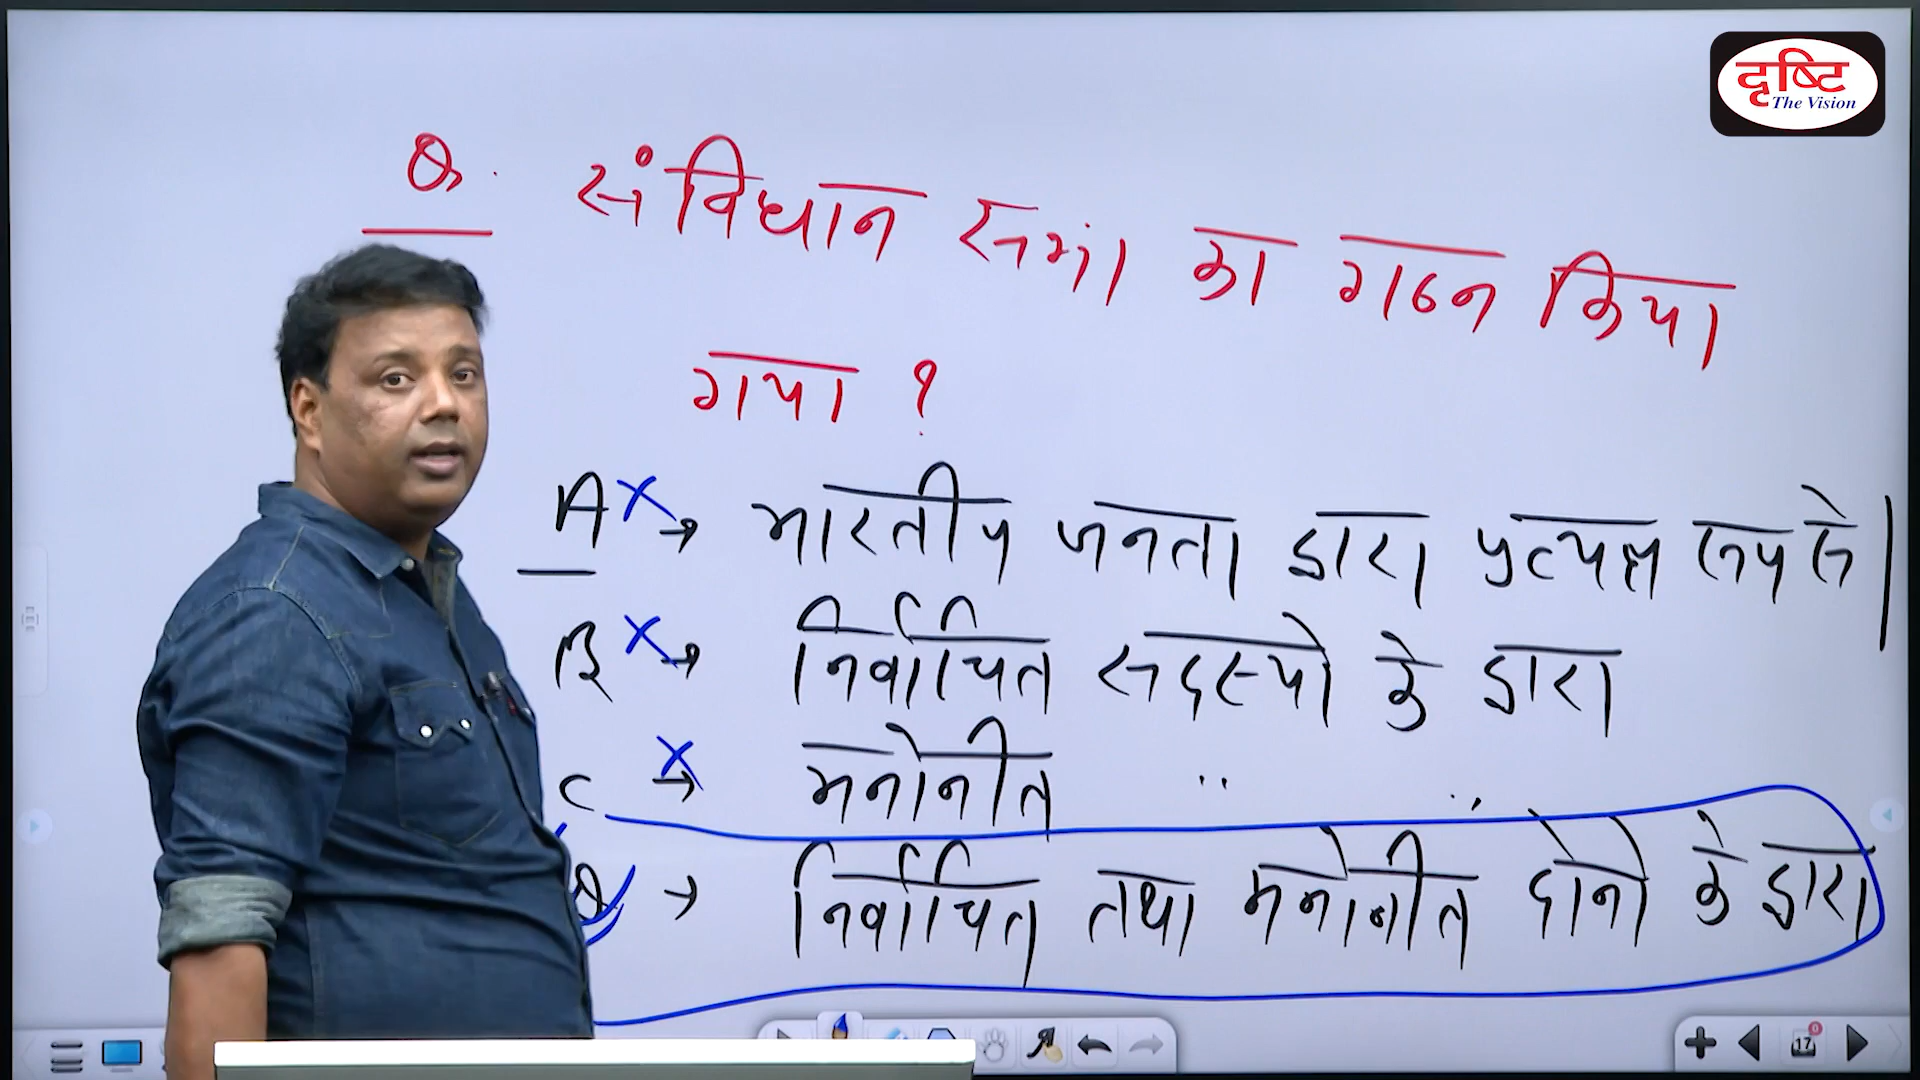 दृष्टि
The Vision
Q. संविधान सभा का गठन किया
गया ?
A → भारतीय जनता द्वारा प्रत्यक्ष रूप से |
B → निर्वाचित सदस्यों के द्वारा
C → मनोनीत " "
D → निर्वाचित तथा मनोनीत दोनों के द्वारा
17